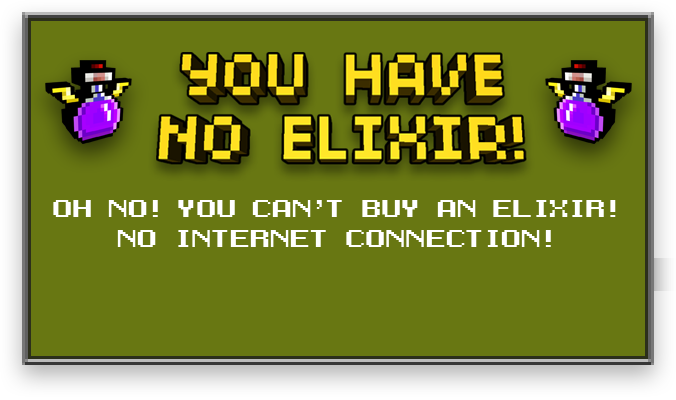 YOU HAVE
NO ELIXIR!
OH NO! YOU CAN'T BUY AN ELIXIR!
NO INTERNET CONNECTION!